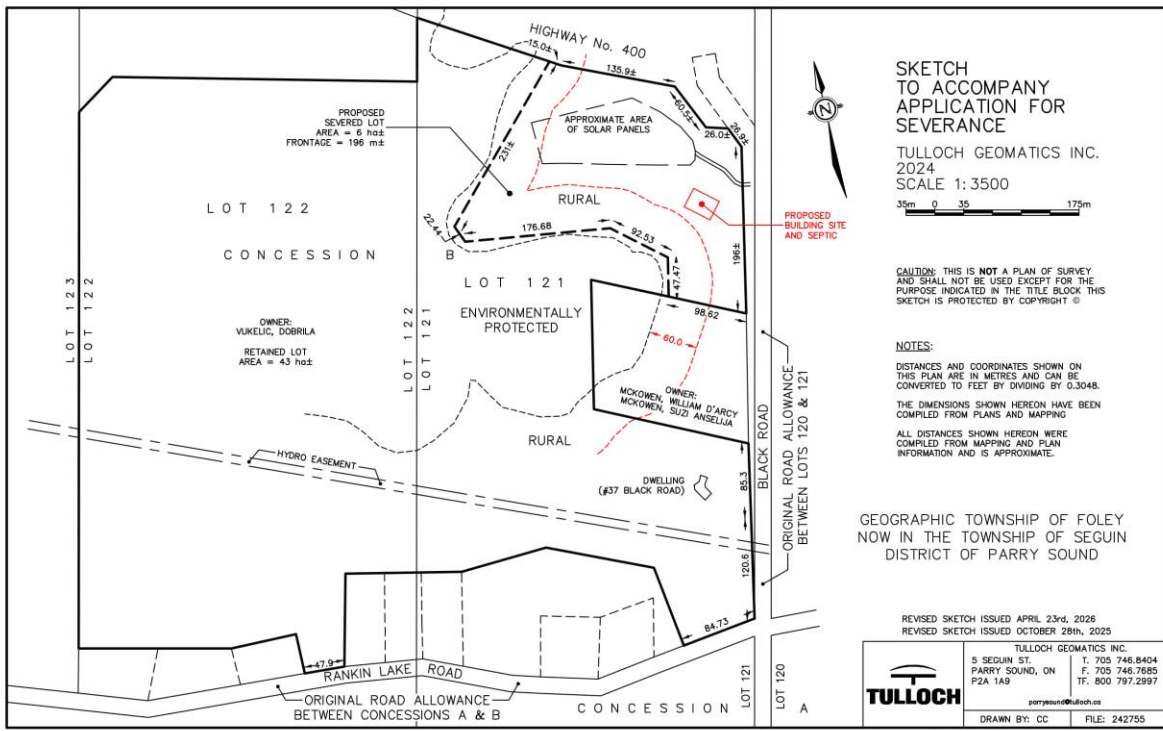 HIGHWAY No. 400
15.0±
135.9±
60.5±
26.0±
26.9±
PROPOSED
SEVERED LOT
AREA = 6 ha±
FRONTAGE = 196 m±
APPROXIMATE AREA
OF SOLAR PANELS
231±
RURAL
LOT 122
PROPOSED
BUILDING SITE
AND SEPTIC
22.44
176.68
92.53
47.47
196±
CONCESSION B
LOT 121
98.62
ENVIRONMENTALLY
PROTECTED
LOT 123
LOT 122
OWNER:
VUKELIC, DOBRILA
RETAINED LOT
AREA = 43 ha±
LOT 122
LOT 121
60.0
OWNER:
MCKOWEN, WILLIAM D'ARCY
MCKOWEN, SUZI ANSELIJA
RURAL
HYDRO EASEMENT
DWELLING
(#37 BLACK ROAD)
85.3
BLACK ROAD
ORIGINAL ROAD ALLOWANCE
BETWEEN LOTS 120 & 121
120.6
84.73
47.9
RANKIN LAKE ROAD
ORIGINAL ROAD ALLOWANCE
BETWEEN CONCESSIONS A & B
CONCESSION A
LOT 121
LOT 120
N
SKETCH
TO ACCOMPANY
APPLICATION FOR
SEVERANCE
TULLOCH GEOMATICS INC.
2024
SCALE 1:3500
35m 0 35 175m
CAUTION: THIS IS NOT A PLAN OF SURVEY
AND SHALL NOT BE USED EXCEPT FOR THE
PURPOSE INDICATED IN THE TITLE BLOCK THIS
SKETCH IS PROTECTED BY COPYRIGHT ©
NOTES:
DISTANCES AND COORDINATES SHOWN ON
THIS PLAN ARE IN METRES AND CAN BE
CONVERTED TO FEET BY DIVIDING BY 0.3048.
THE DIMENSIONS SHOWN HEREON HAVE BEEN
COMPILED FROM PLANS AND MAPPING
ALL DISTANCES SHOWN HEREON WERE
COMPILED FROM MAPPING AND PLAN
INFORMATION AND IS APPROXIMATE.
GEOGRAPHIC TOWNSHIP OF FOLEY
NOW IN THE TOWNSHIP OF SEGUIN
DISTRICT OF PARRY SOUND
REVISED SKETCH ISSUED APRIL 23rd, 2026
REVISED SKETCH ISSUED OCTOBER 28th, 2025
TULLOCH
TULLOCH GEOMATICS INC.
5 SEGUIN ST. T. 705 746.8404
PARRY SOUND, ON F. 705 746.7685
P2A 1A9 TF. 800 797.2997
parrysound@tulloch.ca
DRAWN BY: CC FILE: 242755